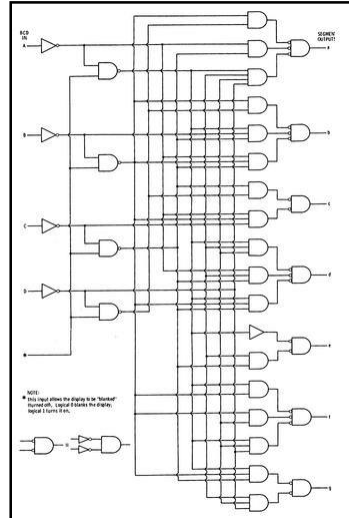 BCD
IN
SEGMENT
OUTPUTS
A
a
B
b
C
c
d
D
e
*
f
NOTE:
* this input allows the display to be "blanked"
(turned off). Logical 0 blanks the display;
logical 1 turns it on.
=
g